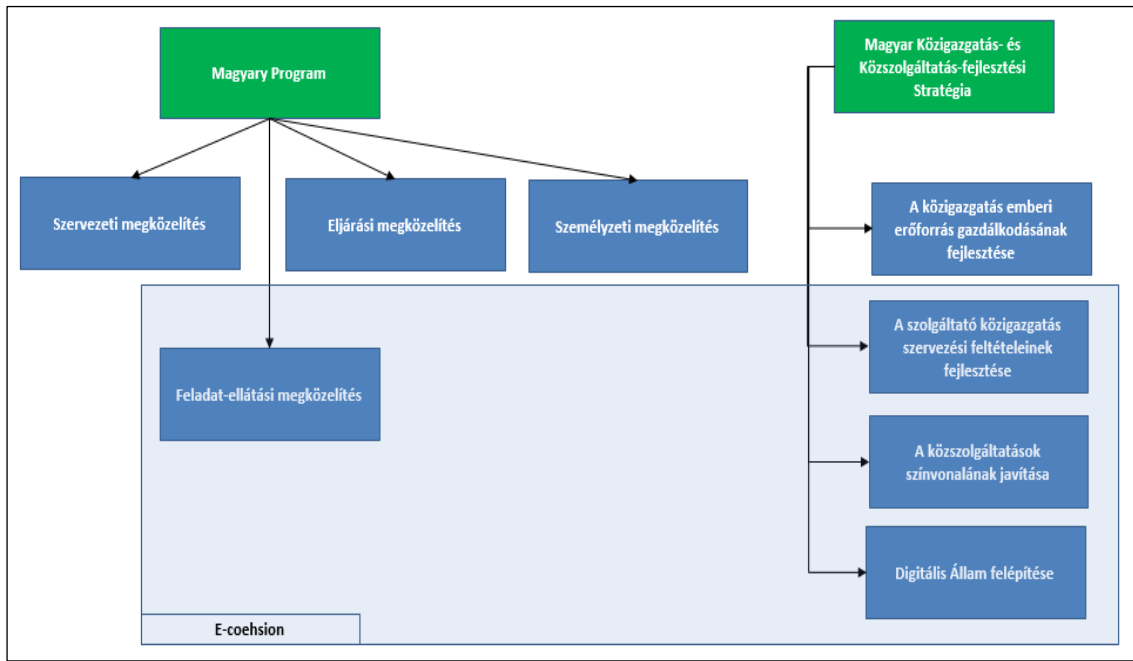 Magyary Program
Magyar Közigazgatás- és
Közszolgáltatás-fejlesztési
Stratégia
Szervezeti megközelítés
Eljárási megközelítés
Személyzeti megközelítés
A közigazgatás emberi
erőforrás gazdálkodásának
fejlesztése
Feladat-ellátási megközelítés
A szolgáltató közigazgatás
szervezési feltételeinek
fejlesztése
A közszolgáltatások
színvonalának javítása
Digitális Állam felépítése
E-coehsion